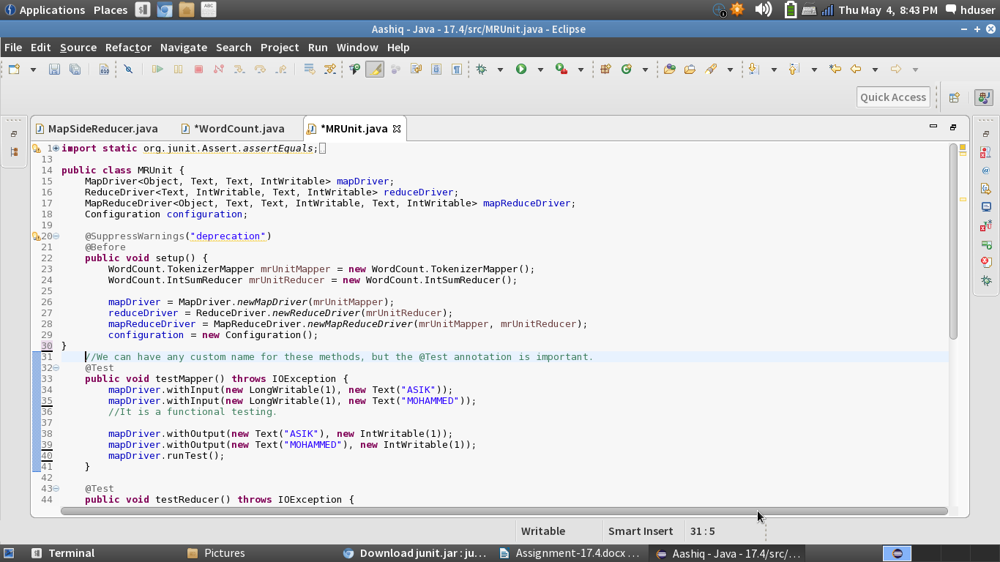 Applications Places Thu May 4, 8:43 PM hduser
Aashiq - Java - 17.4/src/MRUnit.java - Eclipse
File Edit Source Refactor Navigate Search Project Run Window Help
Quick Access
MapSideReducer.java *WordCount.java *MRUnit.java
1 import static org.junit.Assert.assertEquals;
13
14 public class MRUnit {
15 MapDriver<Object, Text, Text, IntWritable> mapDriver;
16 ReduceDriver<Text, IntWritable, Text, IntWritable> reduceDriver;
17 MapReduceDriver<Object, Text, Text, IntWritable, Text, IntWritable> mapReduceDriver;
18 Configuration configuration;
19
20 @SuppressWarnings("deprecation")
21 @Before
22 public void setup() {
23 WordCount.TokenizerMapper mrUnitMapper = new WordCount.TokenizerMapper();
24 WordCount.IntSumReducer mrUnitReducer = new WordCount.IntSumReducer();
25
26 mapDriver = MapDriver.newMapDriver(mrUnitMapper);
27 reduceDriver = ReduceDriver.newReduceDriver(mrUnitReducer);
28 mapReduceDriver = MapReduceDriver.newMapReduceDriver(mrUnitMapper, mrUnitReducer);
29 configuration = new Configuration();
30 }
31 //We can have any custom name for these methods, but the @Test annotation is important.
32 @Test
33 public void testMapper() throws IOException {
34 mapDriver.withInput(new LongWritable(1), new Text("ASIK"));
35 mapDriver.withInput(new LongWritable(1), new Text("MOHAMMED"));
36 //It is a functional testing.
37
38 mapDriver.withOutput(new Text("ASIK"), new IntWritable(1));
39 mapDriver.withOutput(new Text("MOHAMMED"), new IntWritable(1));
40 mapDriver.runTest();
41 }
42
43 @Test
44 public void testReducer() throws IOException {
Writable Smart Insert 31 : 5
Terminal Pictures Download junit.jar : ju... Assignment-17.4.docx ... Aashiq - Java - 17.4/src/...